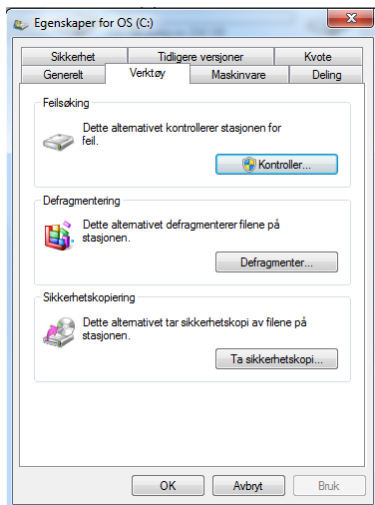 Egenskaper for OS (C:)
Sikkerhet Tidligere versjoner Kvote
Generelt Verktøy Maskinvare Deling
Feilsøking
Dette alternativet kontrollerer stasjonen for
feil.
Kontroller...
Defragmentering
Dette alternativet defragmenterer filene på
stasjonen.
Defragmenter...
Sikkerhetskopiering
Dette alternativet tar sikkerhetskopi av filene på
stasjonen.
Ta sikkerhetskopi...
OK Avbryt Bruk